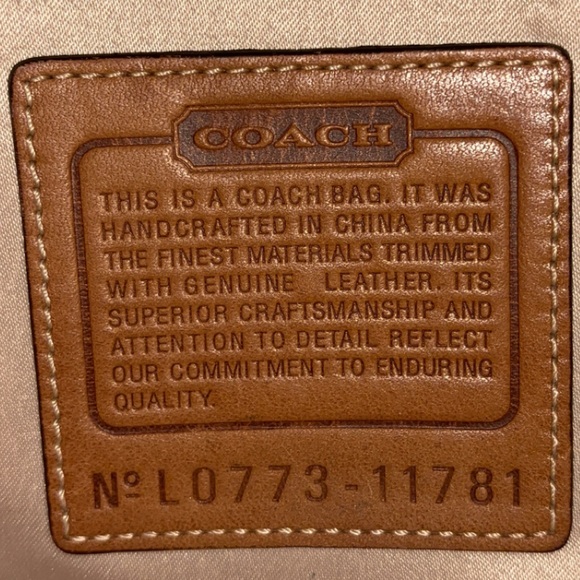 COACH
THIS IS A COACH BAG. IT WAS
HANDCRAFTED IN CHINA FROM
THE FINEST MATERIALS TRIMMED
WITH GENUINE LEATHER. ITS
SUPERIOR CRAFTSMANSHIP AND
ATTENTION TO DETAIL REFLECT
OUR COMMITMENT TO ENDURING
QUALITY.
Nº L0773-11781